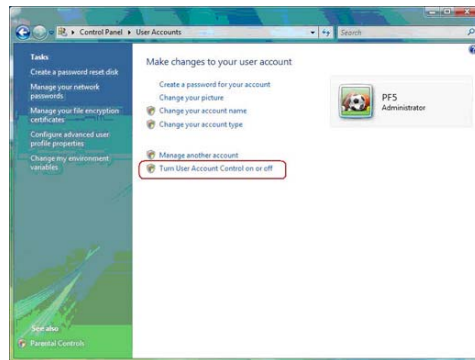 Control Panel ▸ User Accounts
Search
Tasks
Create a password reset disk
Manage your network
passwords
Manage your file encryption
certificates
Configure advanced user
profile properties
Change my environment
variables
See also
Parental Controls
Make changes to your user account
Create a password for your account
Change your picture
Change your account name
Change your account type
Manage another account
Turn User Account Control on or off
PF5
Administrator